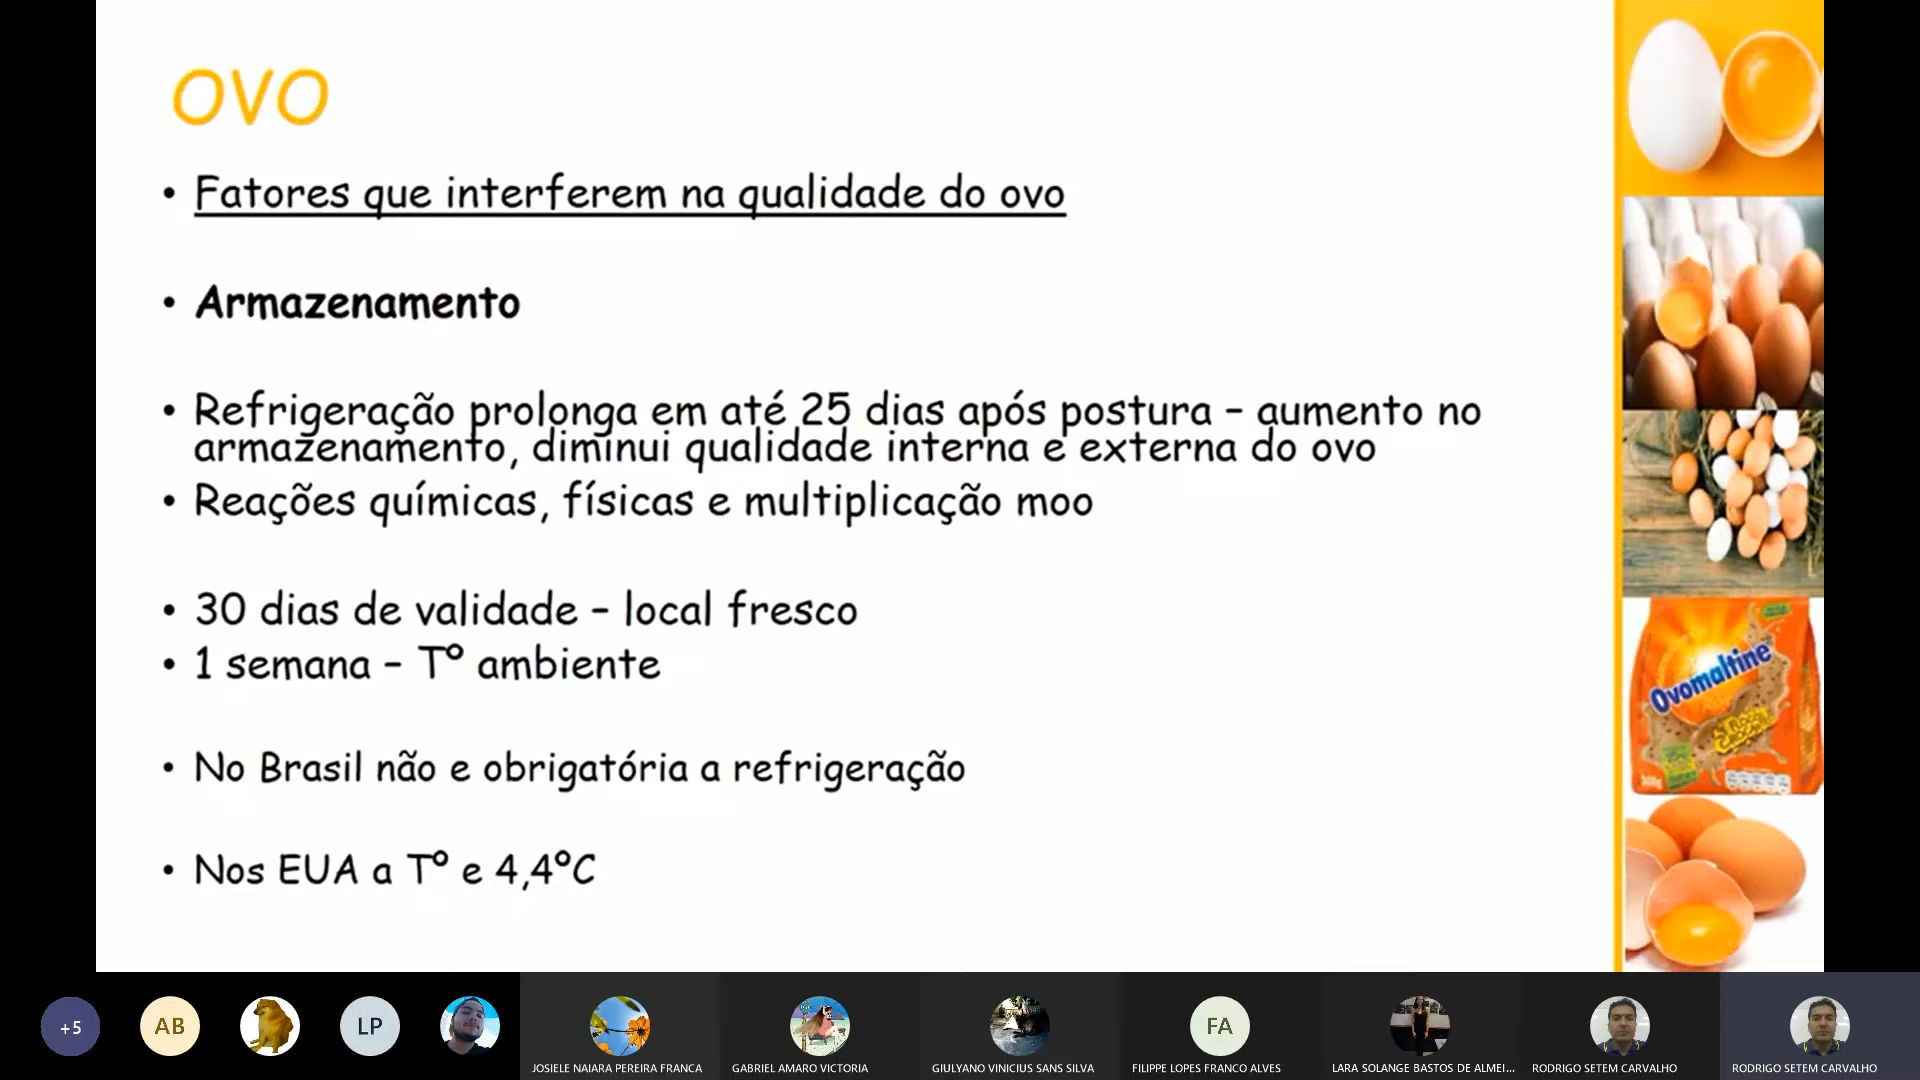 OVO
• Fatores que interferem na qualidade do ovo
• Armazenamento
• Refrigeração prolonga em até 25 dias após postura – aumento no
armazenamento, diminui qualidade interna e externa do ovo
• Reações químicas, físicas e multiplicação moo
• 30 dias de validade – local fresco
• 1 semana – Tº ambiente
• No Brasil não e obrigatória a refrigeração
• Nos EUA a Tº e 4,4ºC
Ovomaltine
+5
AB
LP
FA
JOSIELE NAIARA PEREIRA FRANCA
GABRIEL AMARO VICTORIA
GIULYANO VINICIUS SANS SILVA
FILIPPE LOPES FRANCO ALVES
LARA SOLANGE BASTOS DE ALMEI...
RODRIGO SETEM CARVALHO
RODRIGO SETEM CARVALHO